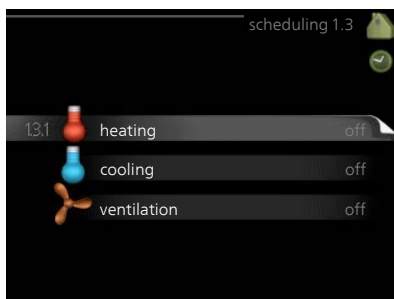 scheduling 1.3
1.3.1 heating off
cooling off
ventilation off